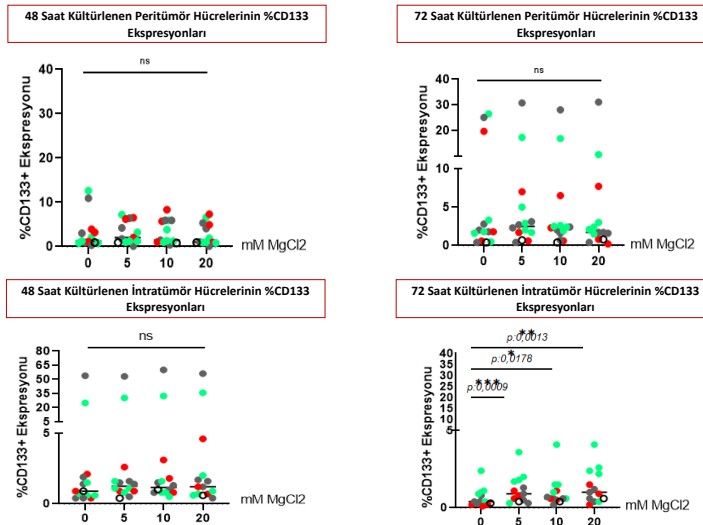 48 Saat Kültürlenen Peritümör Hücrelerinin %CD133
Ekspresyonları
ns
%CD133+ Ekspresyonu
40
30
20
10
0
0 5 10 20
mM MgCl2
72 Saat Kültürlenen Peritümör Hücrelerinin %CD133
Ekspresyonları
ns
%CD133+ Ekspresyonu
40
30
20
5
4
2
0
0 5 10 20
mM MgCl2
48 Saat Kültürlenen İntratümör Hücrelerinin %CD133
Ekspresyonları
ns
%CD133+ Ekspresyonu
80
65
50
35
20
5
5
0
0 5 10 20
mM MgCl2
72 Saat Kültürlenen İntratümör Hücrelerinin %CD133
Ekspresyonları
**
p:0,0013
*
p:0,0178
***
p:0,0009
%CD133+ Ekspresyonu
40
35
30
25
20
15
10
5
0
0 5 10 20
mM MgCl2